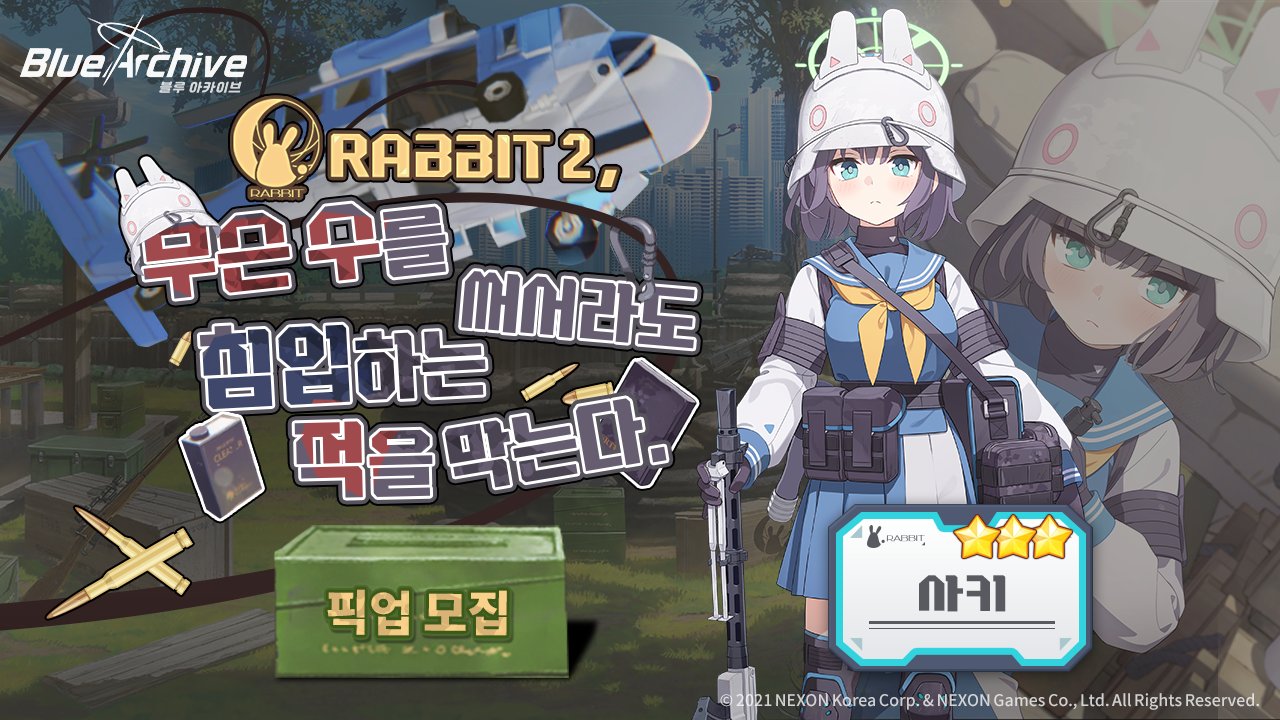 Blue Archive
블루 아카이브
RABBIT
RABBIT 2,
무슨 수를
써서라도
침입하는
적을 막는다.
픽업 모집
RABBIT
사키
© 2021 NEXON Korea Corp. & NEXON Games Co., Ltd. All Rights Reserved.